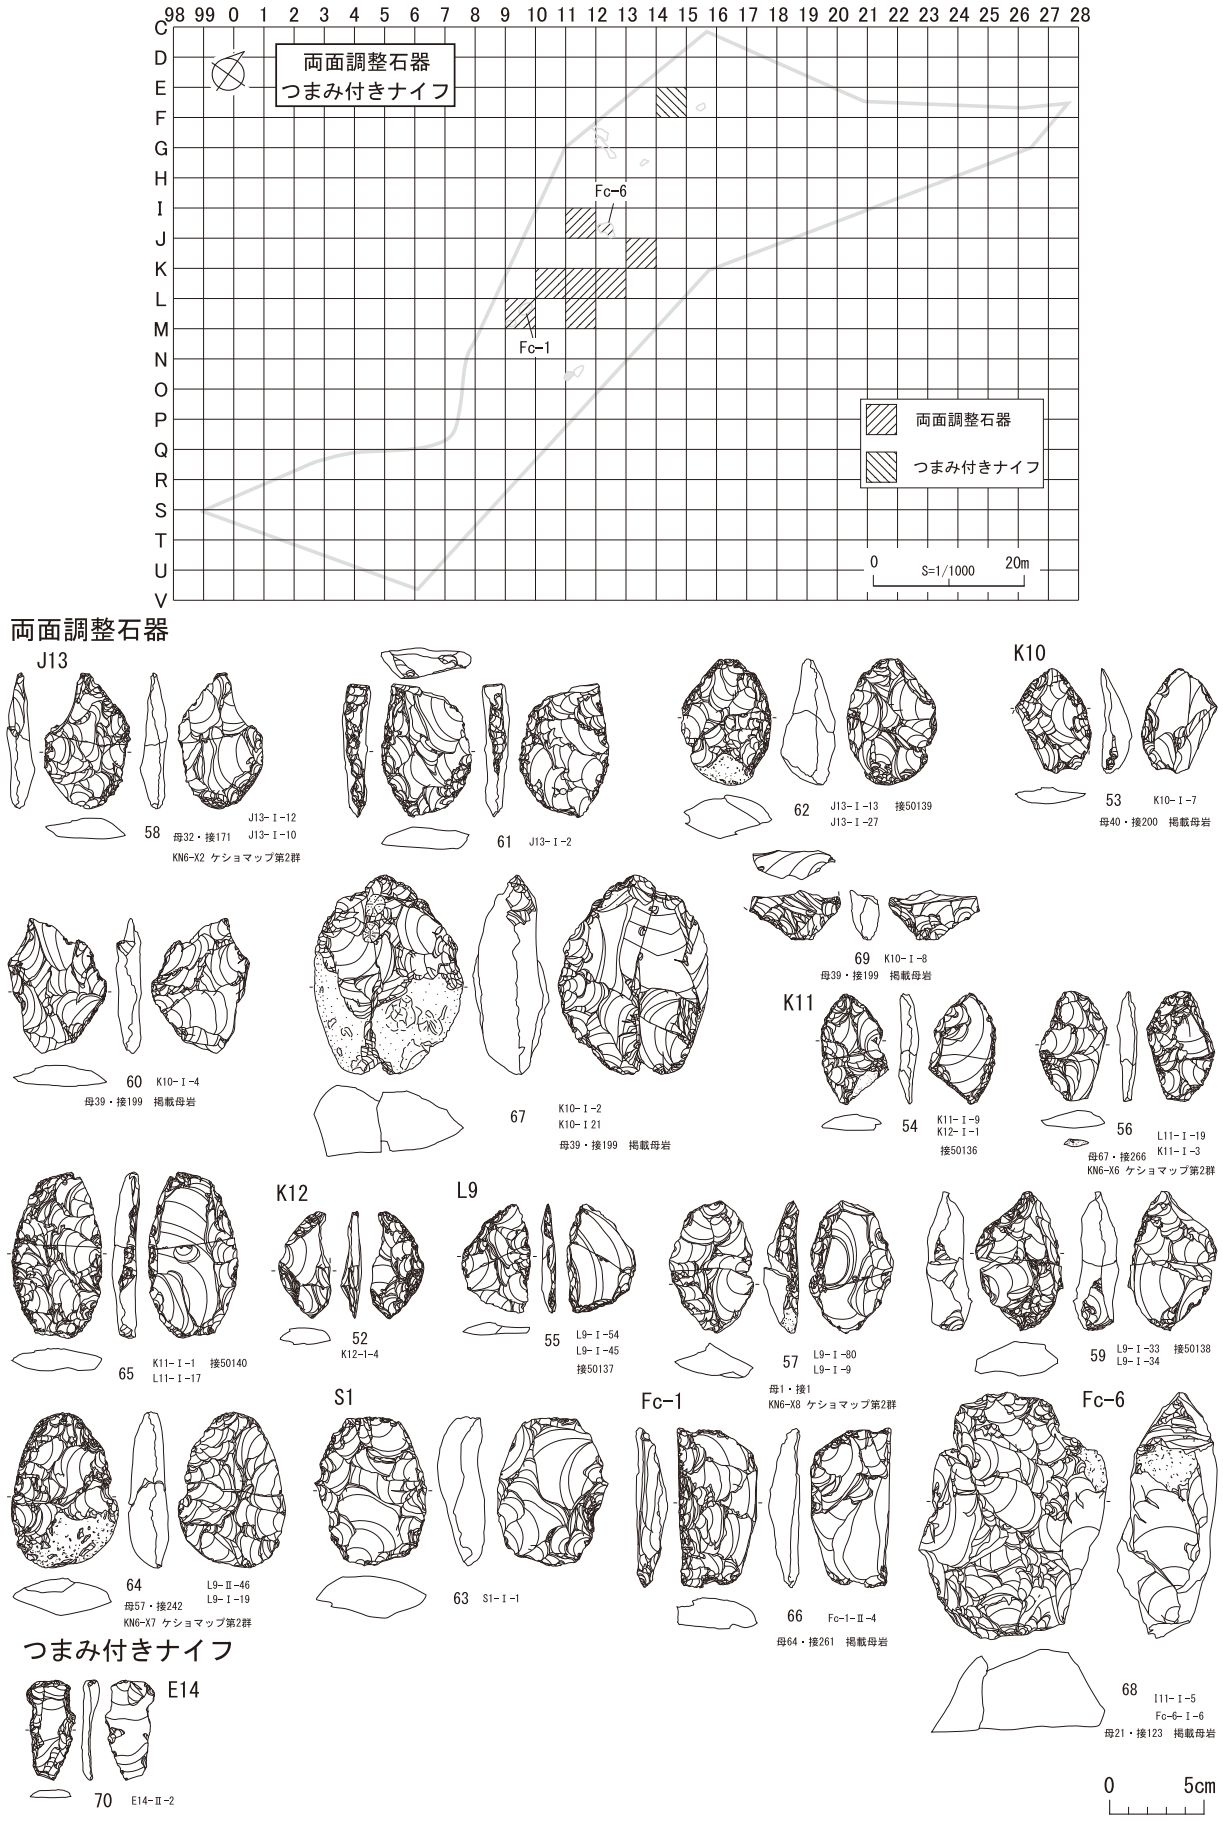 98 99 0 1 2 3 4 5 6 7 8 9 10 11 12 13 14 15 16 17 18 19 20 21 22 23 24 25 26 27 28
C
D
E
F
G
H
I
J
K
L
M
N
O
P
Q
R
S
T
U
V
両面調整石器
つまみ付きナイフ
Fc-6
Fc-1
両面調整石器
つまみ付きナイフ
0 20m
S=1/1000
両面調整石器
J13
58
J13-Ⅰ-12
J13-Ⅰ-10
母32・接171
KN6-X2 ケショマップ第2群
61 J13-Ⅰ-2
62
J13-Ⅰ-13 接50139
J13-Ⅰ-27
K10
53 K10-Ⅰ-7
母40・接200 掲載母岩
60 K10-Ⅰ-4
母39・接199 掲載母岩
67
K10-Ⅰ-2
K10-Ⅰ21
母39・接199 掲載母岩
69 K10-Ⅰ-8
母39・接199 掲載母岩
K11
54
K11-Ⅰ-9
K12-Ⅰ-1
接50136
56
L11-Ⅰ-19
K11-Ⅰ-3
母67・接266
KN6-X6 ケショマップ第2群
65
K11-Ⅰ-1 接50140
L11-Ⅰ-17
K12
52
K12-1-4
L9
55
L9-Ⅰ-54
L9-Ⅰ-45
接50137
57
L9-Ⅰ-80
L9-Ⅰ-9
母1・接1
KN6-X8 ケショマップ第2群
59
L9-Ⅰ-33 接50138
L9-Ⅰ-34
64
L9-Ⅱ-46
L9-Ⅰ-19
母57・接242
KN6-X7 ケショマップ第2群
S1
63 S1-Ⅰ-1
Fc-1
66 Fc-1-Ⅱ-4
母64・接261 掲載母岩
Fc-6
68
I11-Ⅰ-5
Fc-6-Ⅰ-6
母21・接123 掲載母岩
つまみ付きナイフ
E14
70 E14-Ⅱ-2
0 5cm